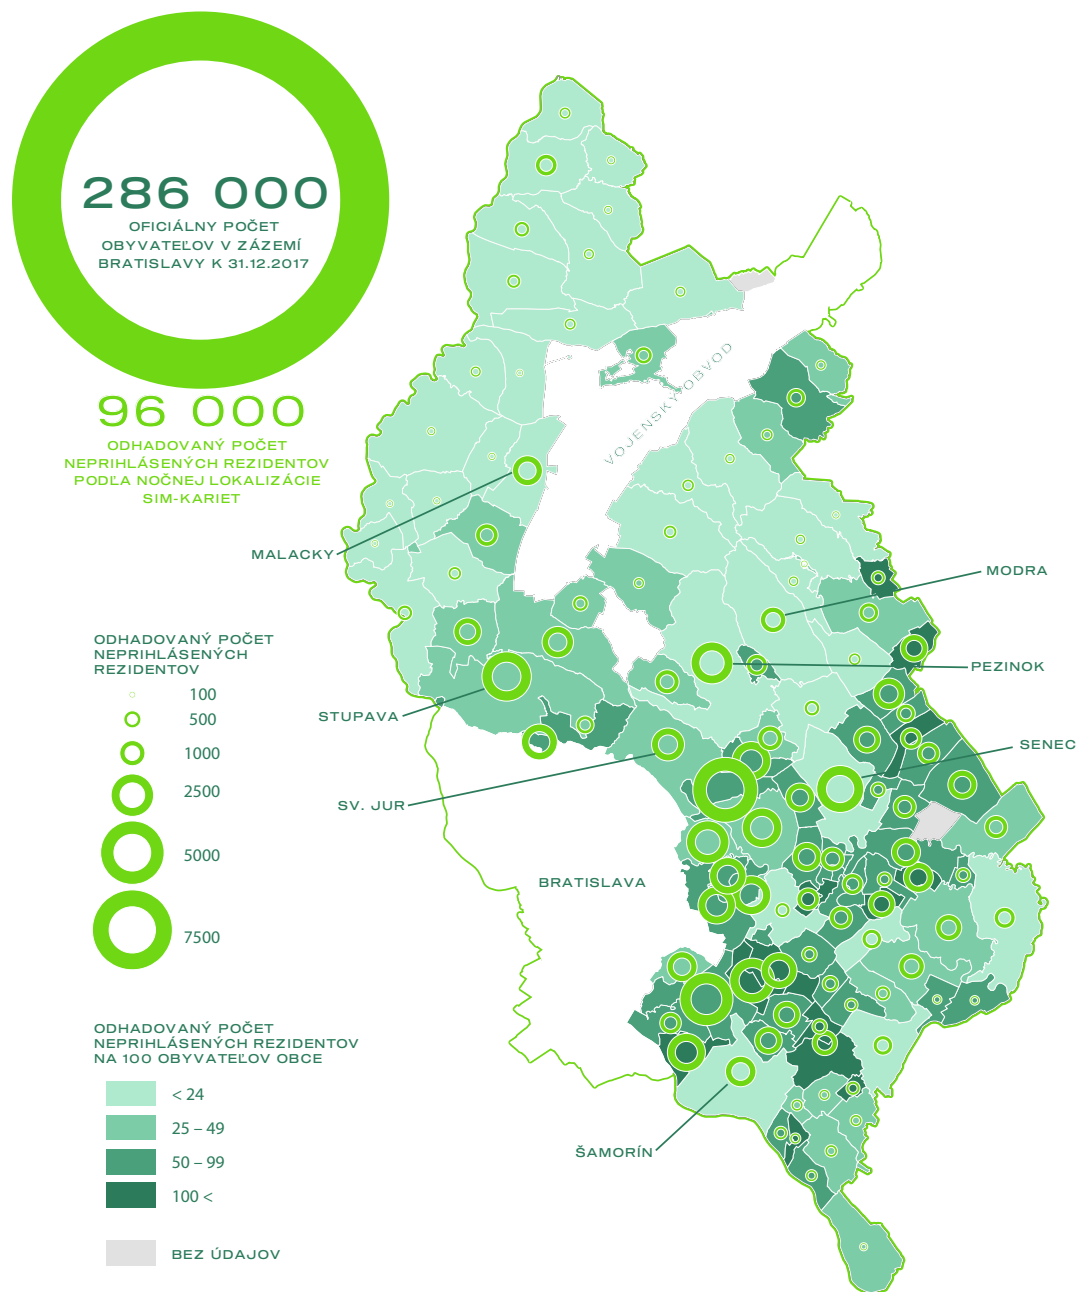 286 000
OFICIÁLNY POČET
OBYVATEĽOV V ZÁZEMÍ
BRATISLAVY K 31.12.2017
96 000
ODHADOVANÝ POČET
NEPRIHLÁSENÝCH REZIDENTOV
PODĽA NOČNEJ LOKALIZÁCIE
SIM-KARIET
VOJENSKÝ OBVOD
MALACKY
MODRA
PEZINOK
STUPAVA
SENEC
SV. JUR
BRATISLAVA
ŠAMORÍN
ODHADOVANÝ POČET
NEPRIHLÁSENÝCH
REZIDENTOV
100
500
1000
2500
5000
7500
ODHADOVANÝ POČET
NEPRIHLÁSENÝCH REZIDENTOV
NA 100 OBYVATEĽOV OBCE
< 24
25 – 49
50 – 99
100 <
BEZ ÚDAJOV